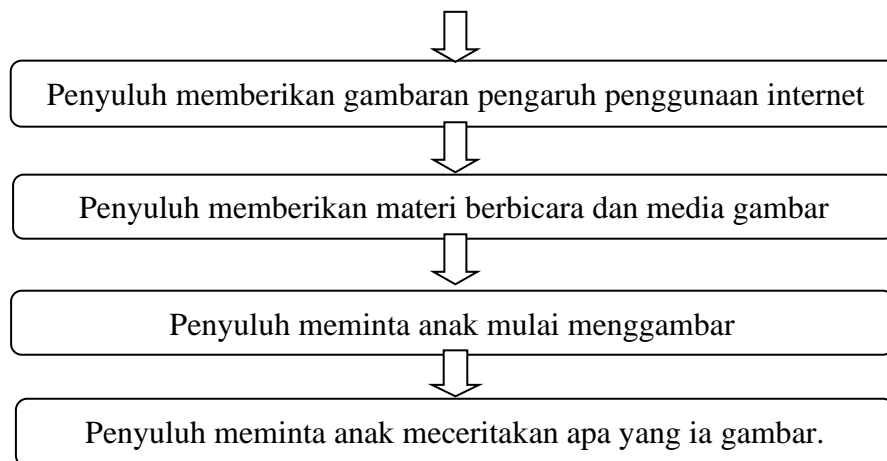 Penyuluh memberikan gambaran pengaruh penggunaan internet
Penyuluh memberikan materi berbicara dan media gambar
Penyuluh meminta anak mulai menggambar
Penyuluh meminta anak meceritakan apa yang ia gambar.